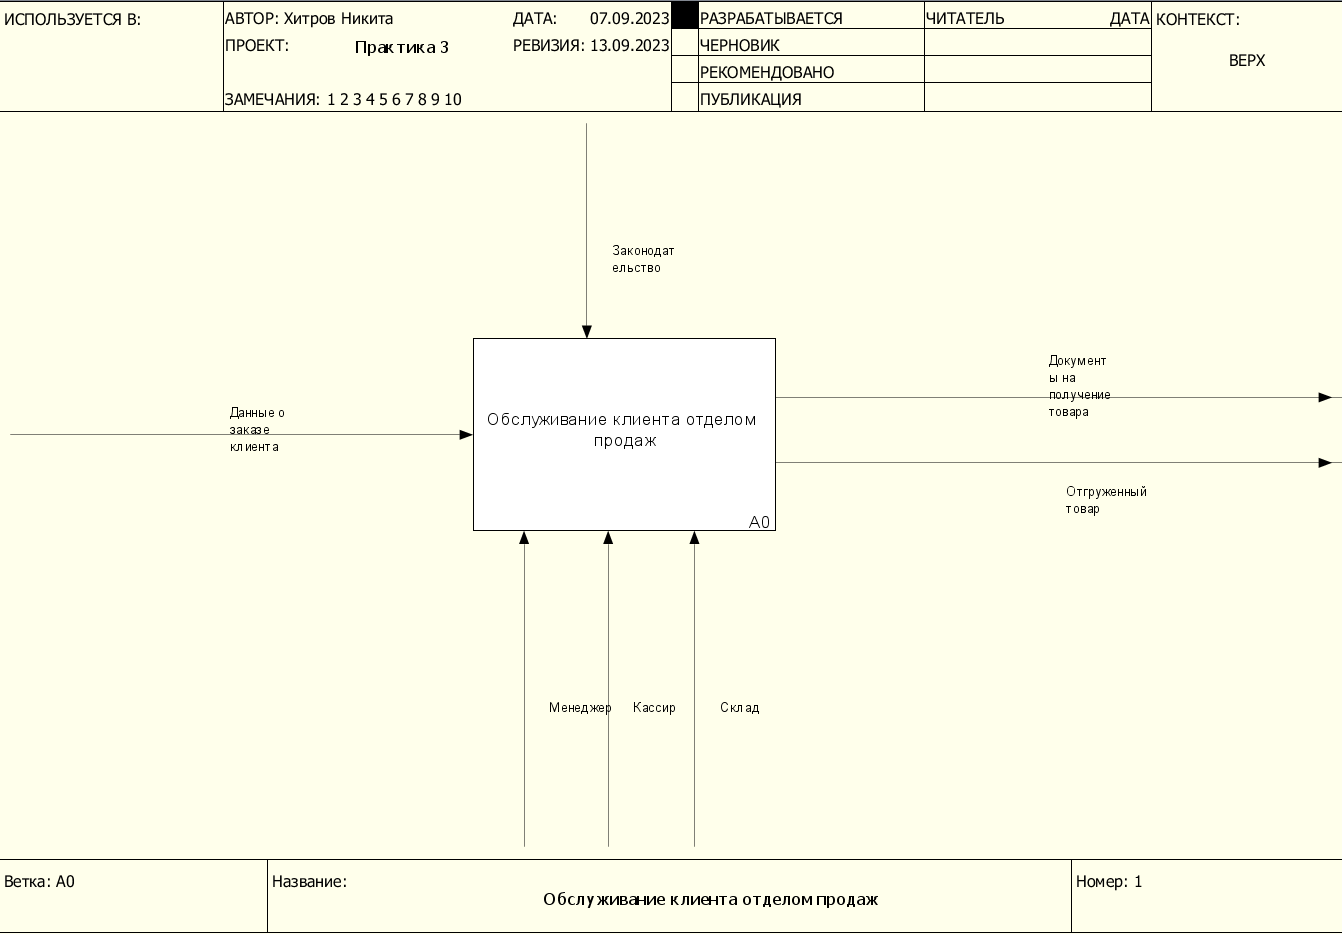 ИСПОЛЬЗУЕТСЯ В:
АВТОР: Хитров Никита
ДАТА: 07.09.2023
РАЗРАБАТЫВАЕТСЯ
ЧИТАТЕЛЬ ДАТА
КОНТЕКСТ:
ПРОЕКТ: Практика 3
РЕВИЗИЯ: 13.09.2023
ЧЕРНОВИК
ВЕРХ
РЕКОМЕНДОВАНО
ЗАМЕЧАНИЯ: 1 2 3 4 5 6 7 8 9 10
ПУБЛИКАЦИЯ
Законодат
ельство
Документ
ы на
получение
товара
Данные о
заказе
клиента
Обслуживание клиента отделом
продаж
Отгруженный
товар
A0
Менеджер
Кассир
Склад
Ветка: A0
Название:
Обслуживание клиента отделом продаж
Номер: 1